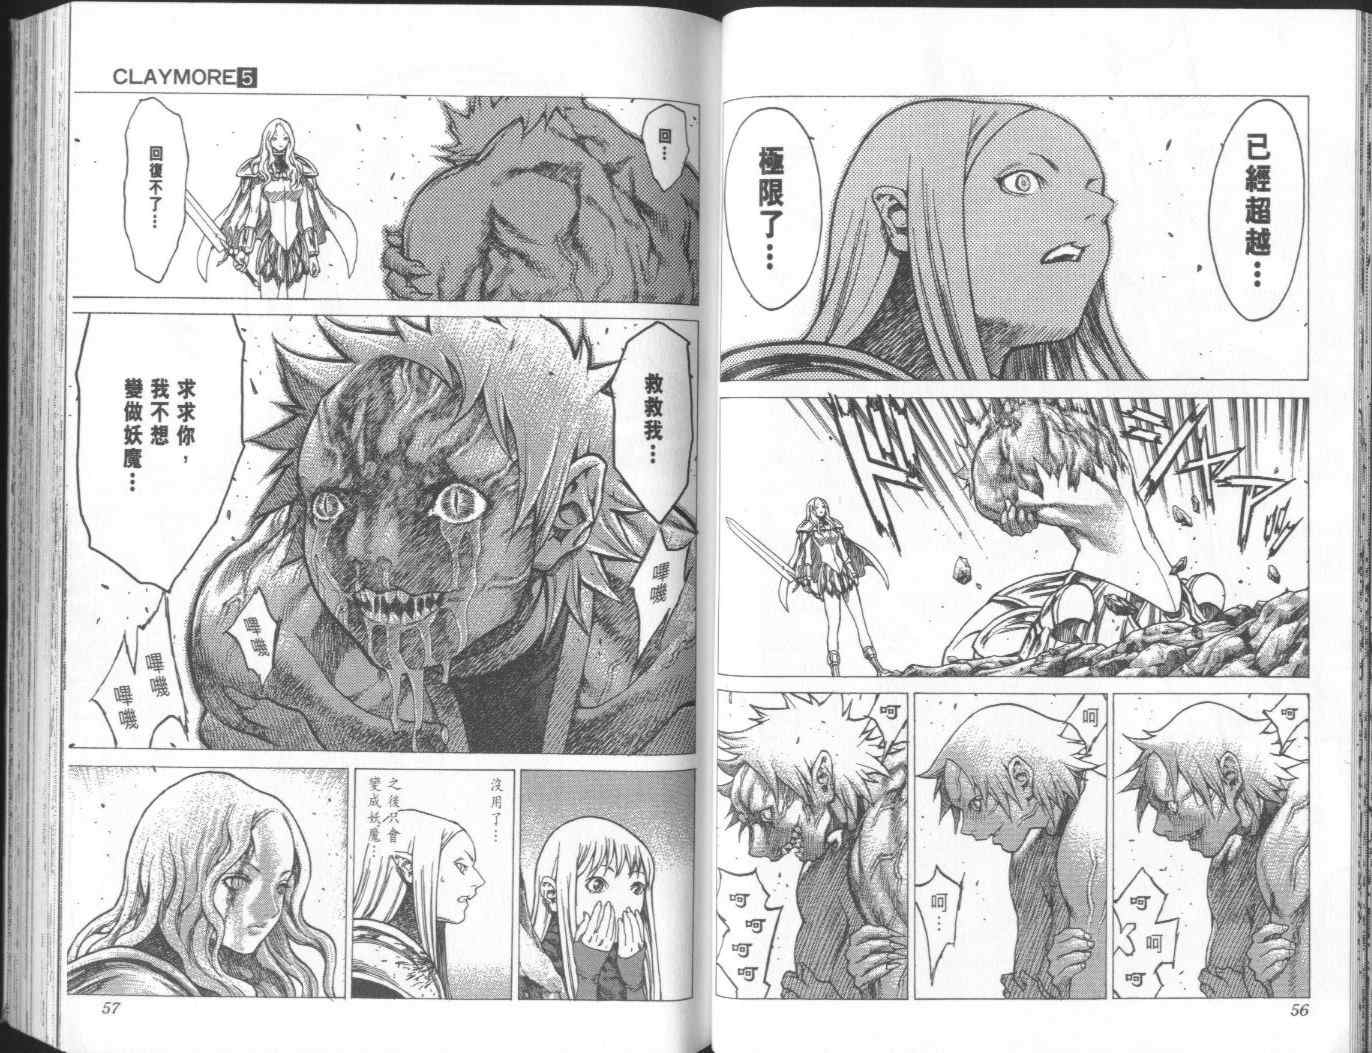 已經超越…
極限了…
呵
呵
呵
呵
呵
呵
呵
呵
呵
呵
呵
呵…
56
CLAYMORE 5
回…
回復不了…
救救我…
求求你，
我不想
變做妖魔…
嗶嘰
嗶嘰
嗶嘰
嗶嘰
沒用了…
之後只會
變成妖魔…
57